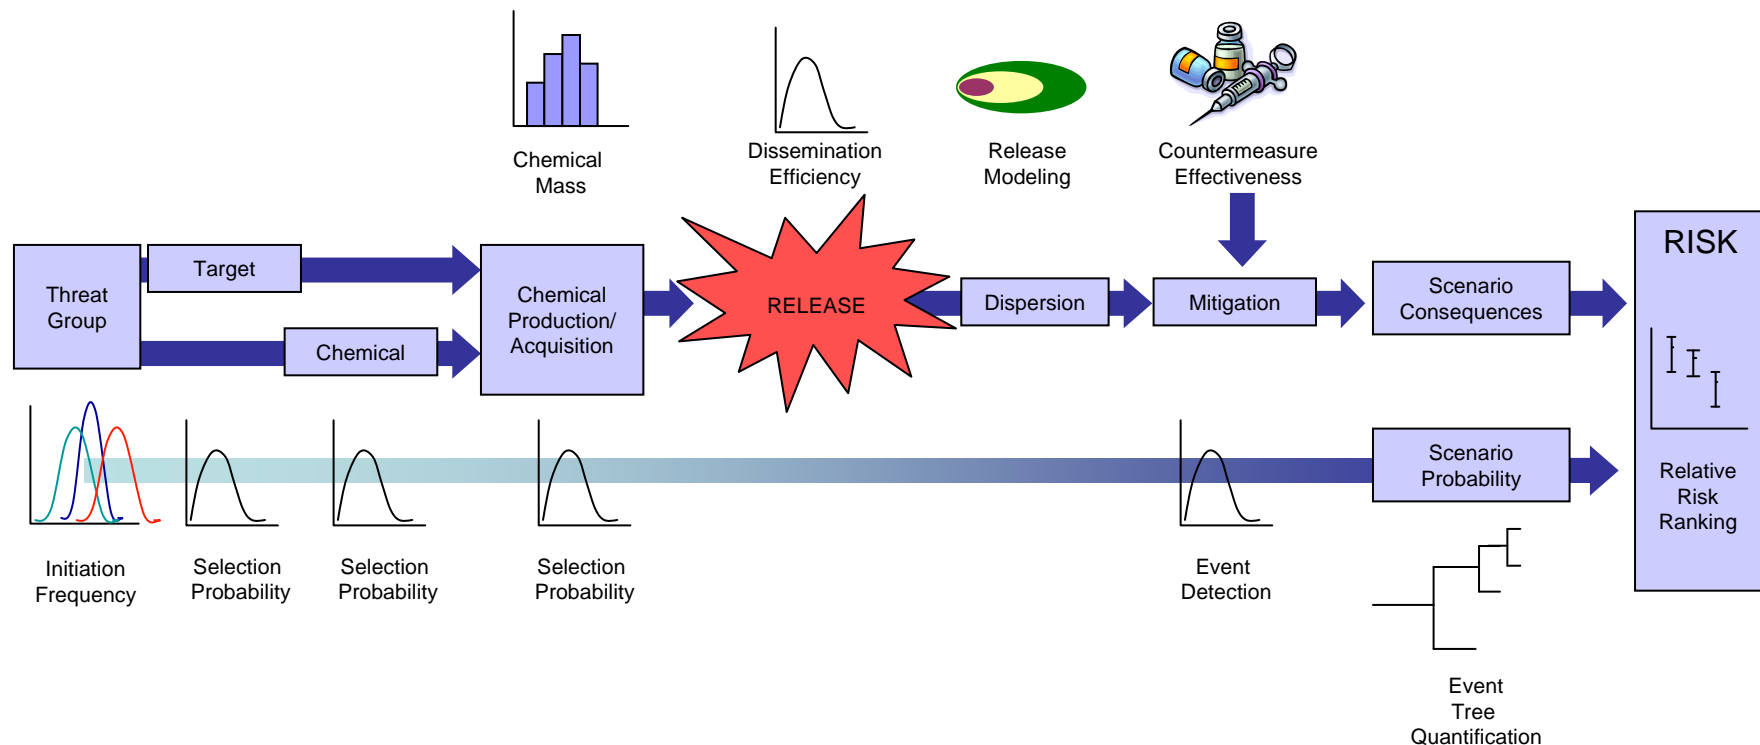 Chemical
Mass
Dissemination
Efficiency
Release
Modeling
Countermeasure
Effectiveness
Threat
Group
Target
Chemical
Chemical
Production/
Acquisition
RELEASE
Dispersion
Mitigation
Scenario
Consequences
RISK
Relative
Risk
Ranking
Scenario
Probability
Initiation
Frequency
Selection
Probability
Selection
Probability
Selection
Probability
Event
Detection
Event
Tree
Quantification